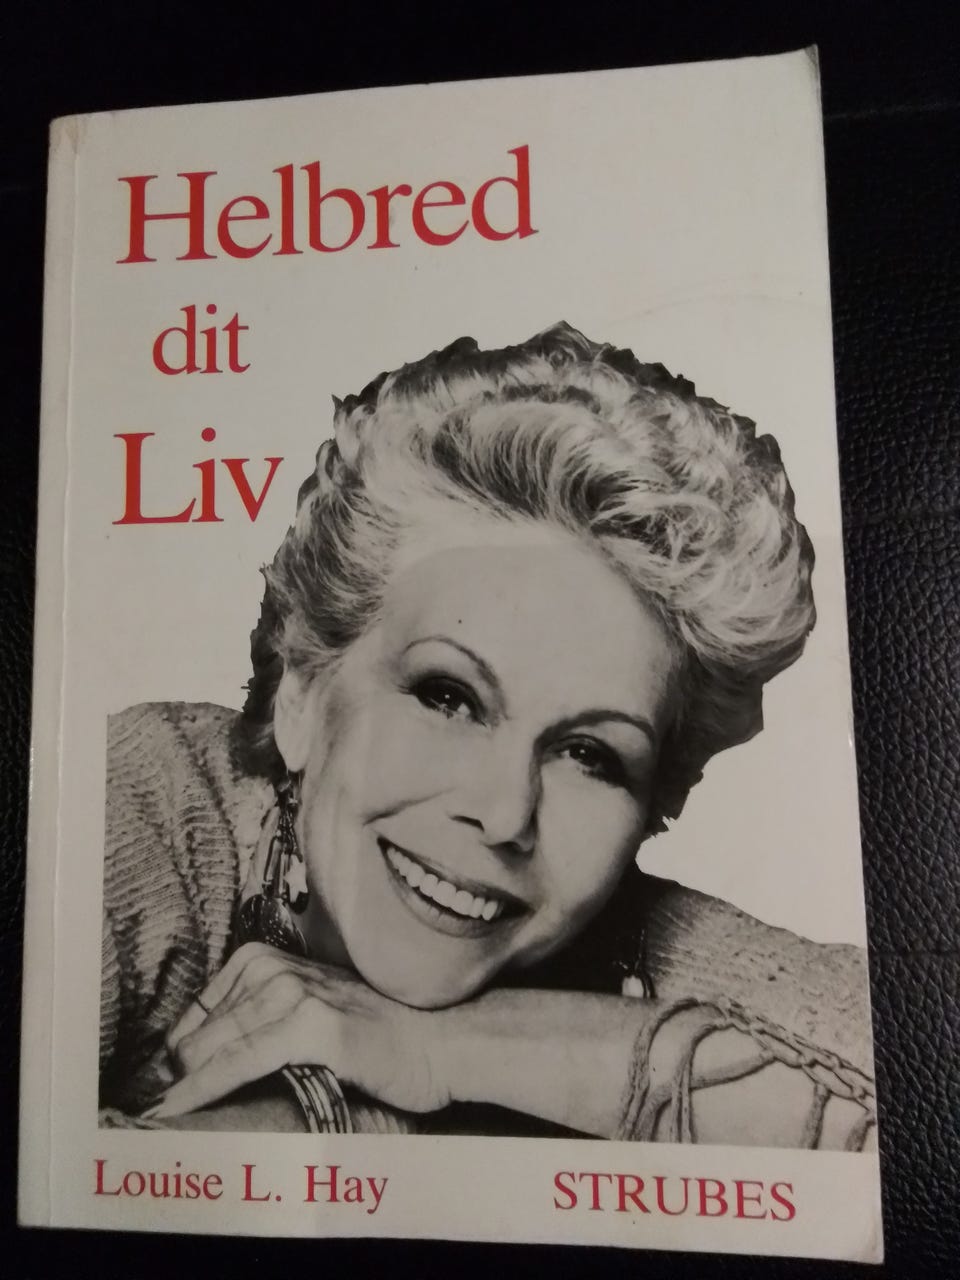 Helbred
dit
Liv
Louise L. Hay STRUBES